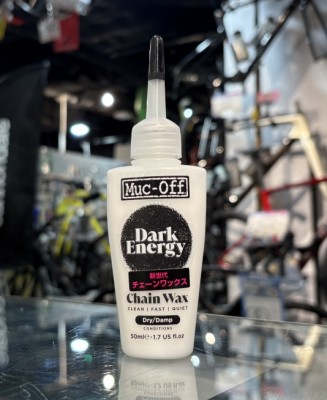 Muc-Off
Dark
Energy
新世代
チェーンワックス
Chain Wax
CLEAN | FAST | QUIET
Dry/Damp
CONDITIONS
50ml℮-1.7 US fl.oz